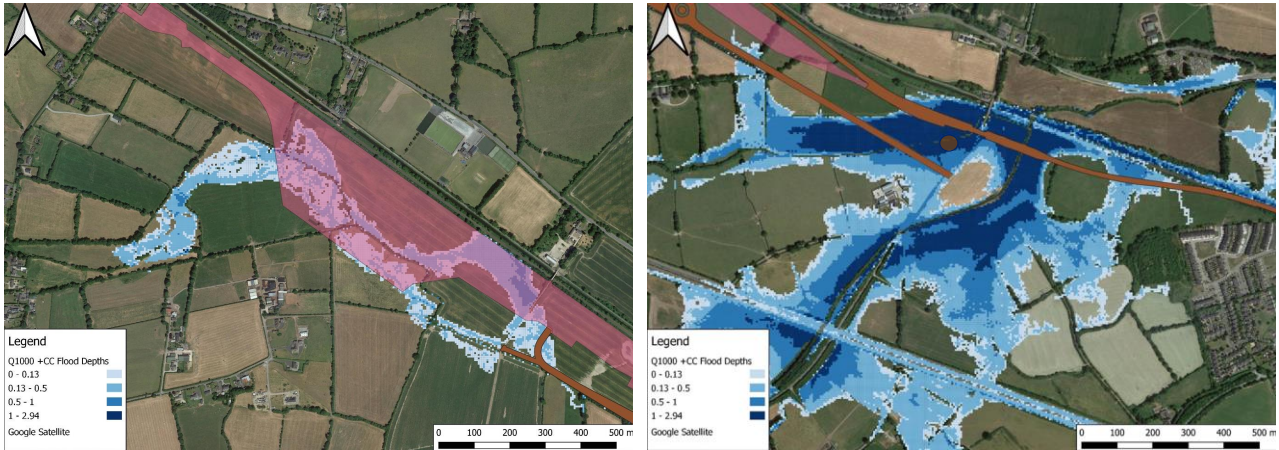 Legend
Q1000 +CC Flood Depths
0 - 0.13
0.13 - 0.5
0.5 - 1
1 - 2.94
Google Satellite
0 100 200 300 400 500 m
Legend
Q1000 +CC Flood Depths
0 - 0.13
0.13 - 0.5
0.5 - 1
1 - 2.94
Google Satellite
0 100 200 300 400 500 m